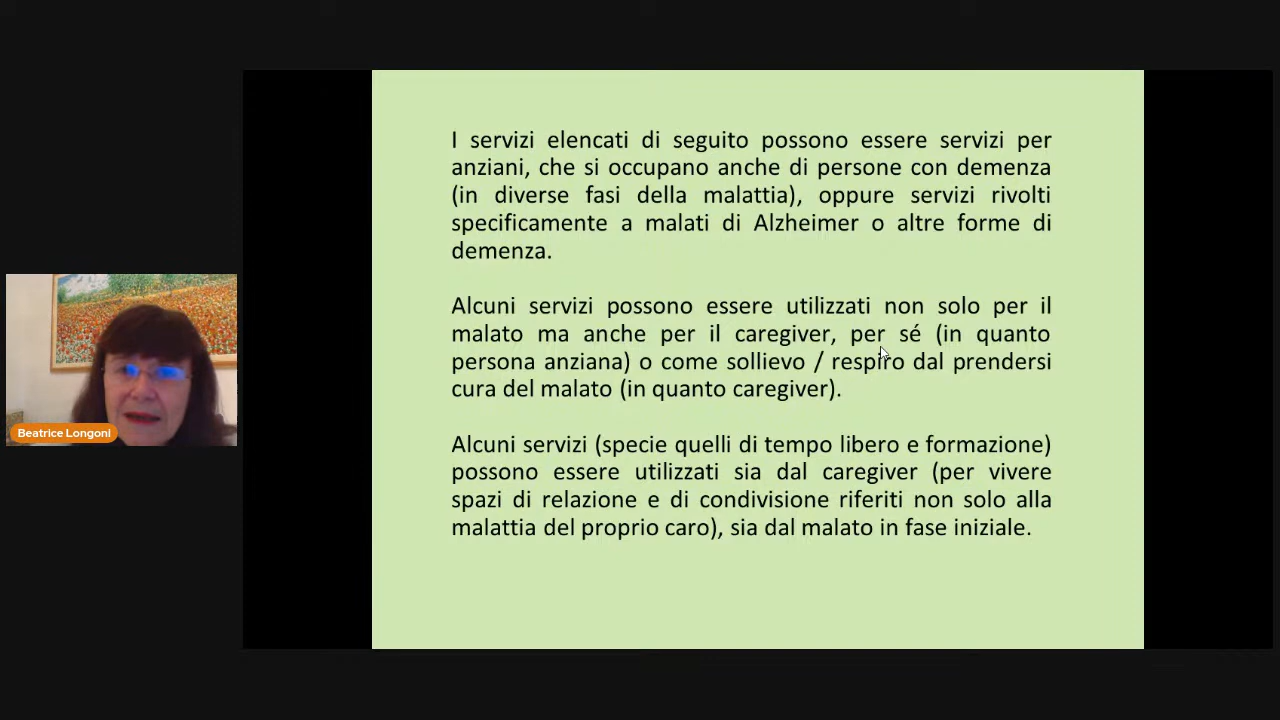 I servizi elencati di seguito possono essere servizi per
anziani, che si occupano anche di persone con demenza
(in diverse fasi della malattia), oppure servizi rivolti
specificamente a malati di Alzheimer o altre forme di
demenza.
Alcuni servizi possono essere utilizzati non solo per il
malato ma anche per il caregiver, per sé (in quanto
persona anziana) o come sollievo / respiro dal prendersi
cura del malato (in quanto caregiver).
Alcuni servizi (specie quelli di tempo libero e formazione)
possono essere utilizzati sia dal caregiver (per vivere
spazi di relazione e di condivisione riferiti non solo alla
malattia del proprio caro), sia dal malato in fase iniziale.
Beatrice Longoni